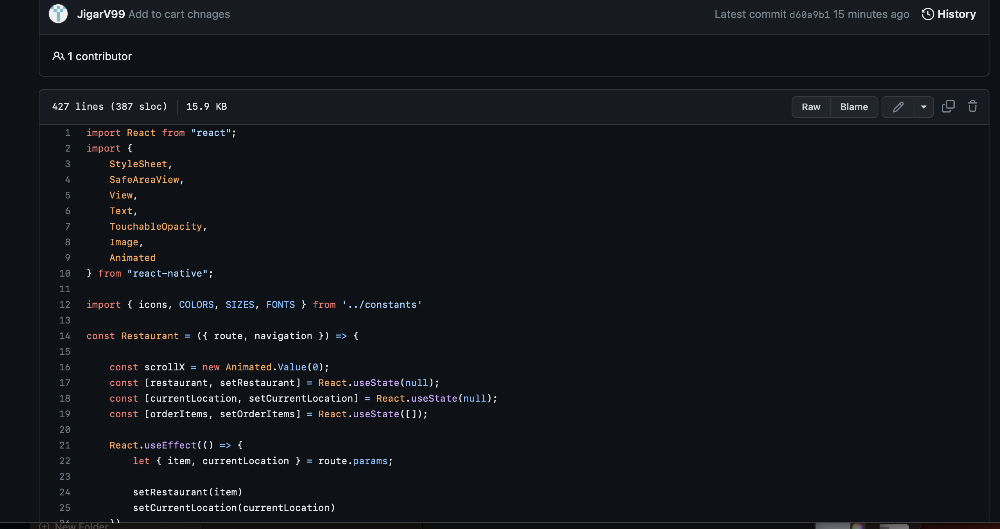 JigarV99 Add to cart chnages Latest commit d60a9b1 15 minutes ago History
1 contributor
427 lines (387 sloc) 15.9 KB Raw Blame
1 import React from "react";
2 import {
3     StyleSheet,
4     SafeAreaView,
5     View,
6     Text,
7     TouchableOpacity,
8     Image,
9     Animated
10 } from "react-native";
11
12 import { icons, COLORS, SIZES, FONTS } from '../constants'
13
14 const Restaurant = ({ route, navigation }) => {
15
16     const scrollX = new Animated.Value(0);
17     const [restaurant, setRestaurant] = React.useState(null);
18     const [currentLocation, setCurrentLocation] = React.useState(null);
19     const [orderItems, setOrderItems] = React.useState([]);
20
21     React.useEffect(() => {
22         let { item, currentLocation } = route.params;
23
24         setRestaurant(item)
25         setCurrentLocation(currentLocation)
26     })
New Folder